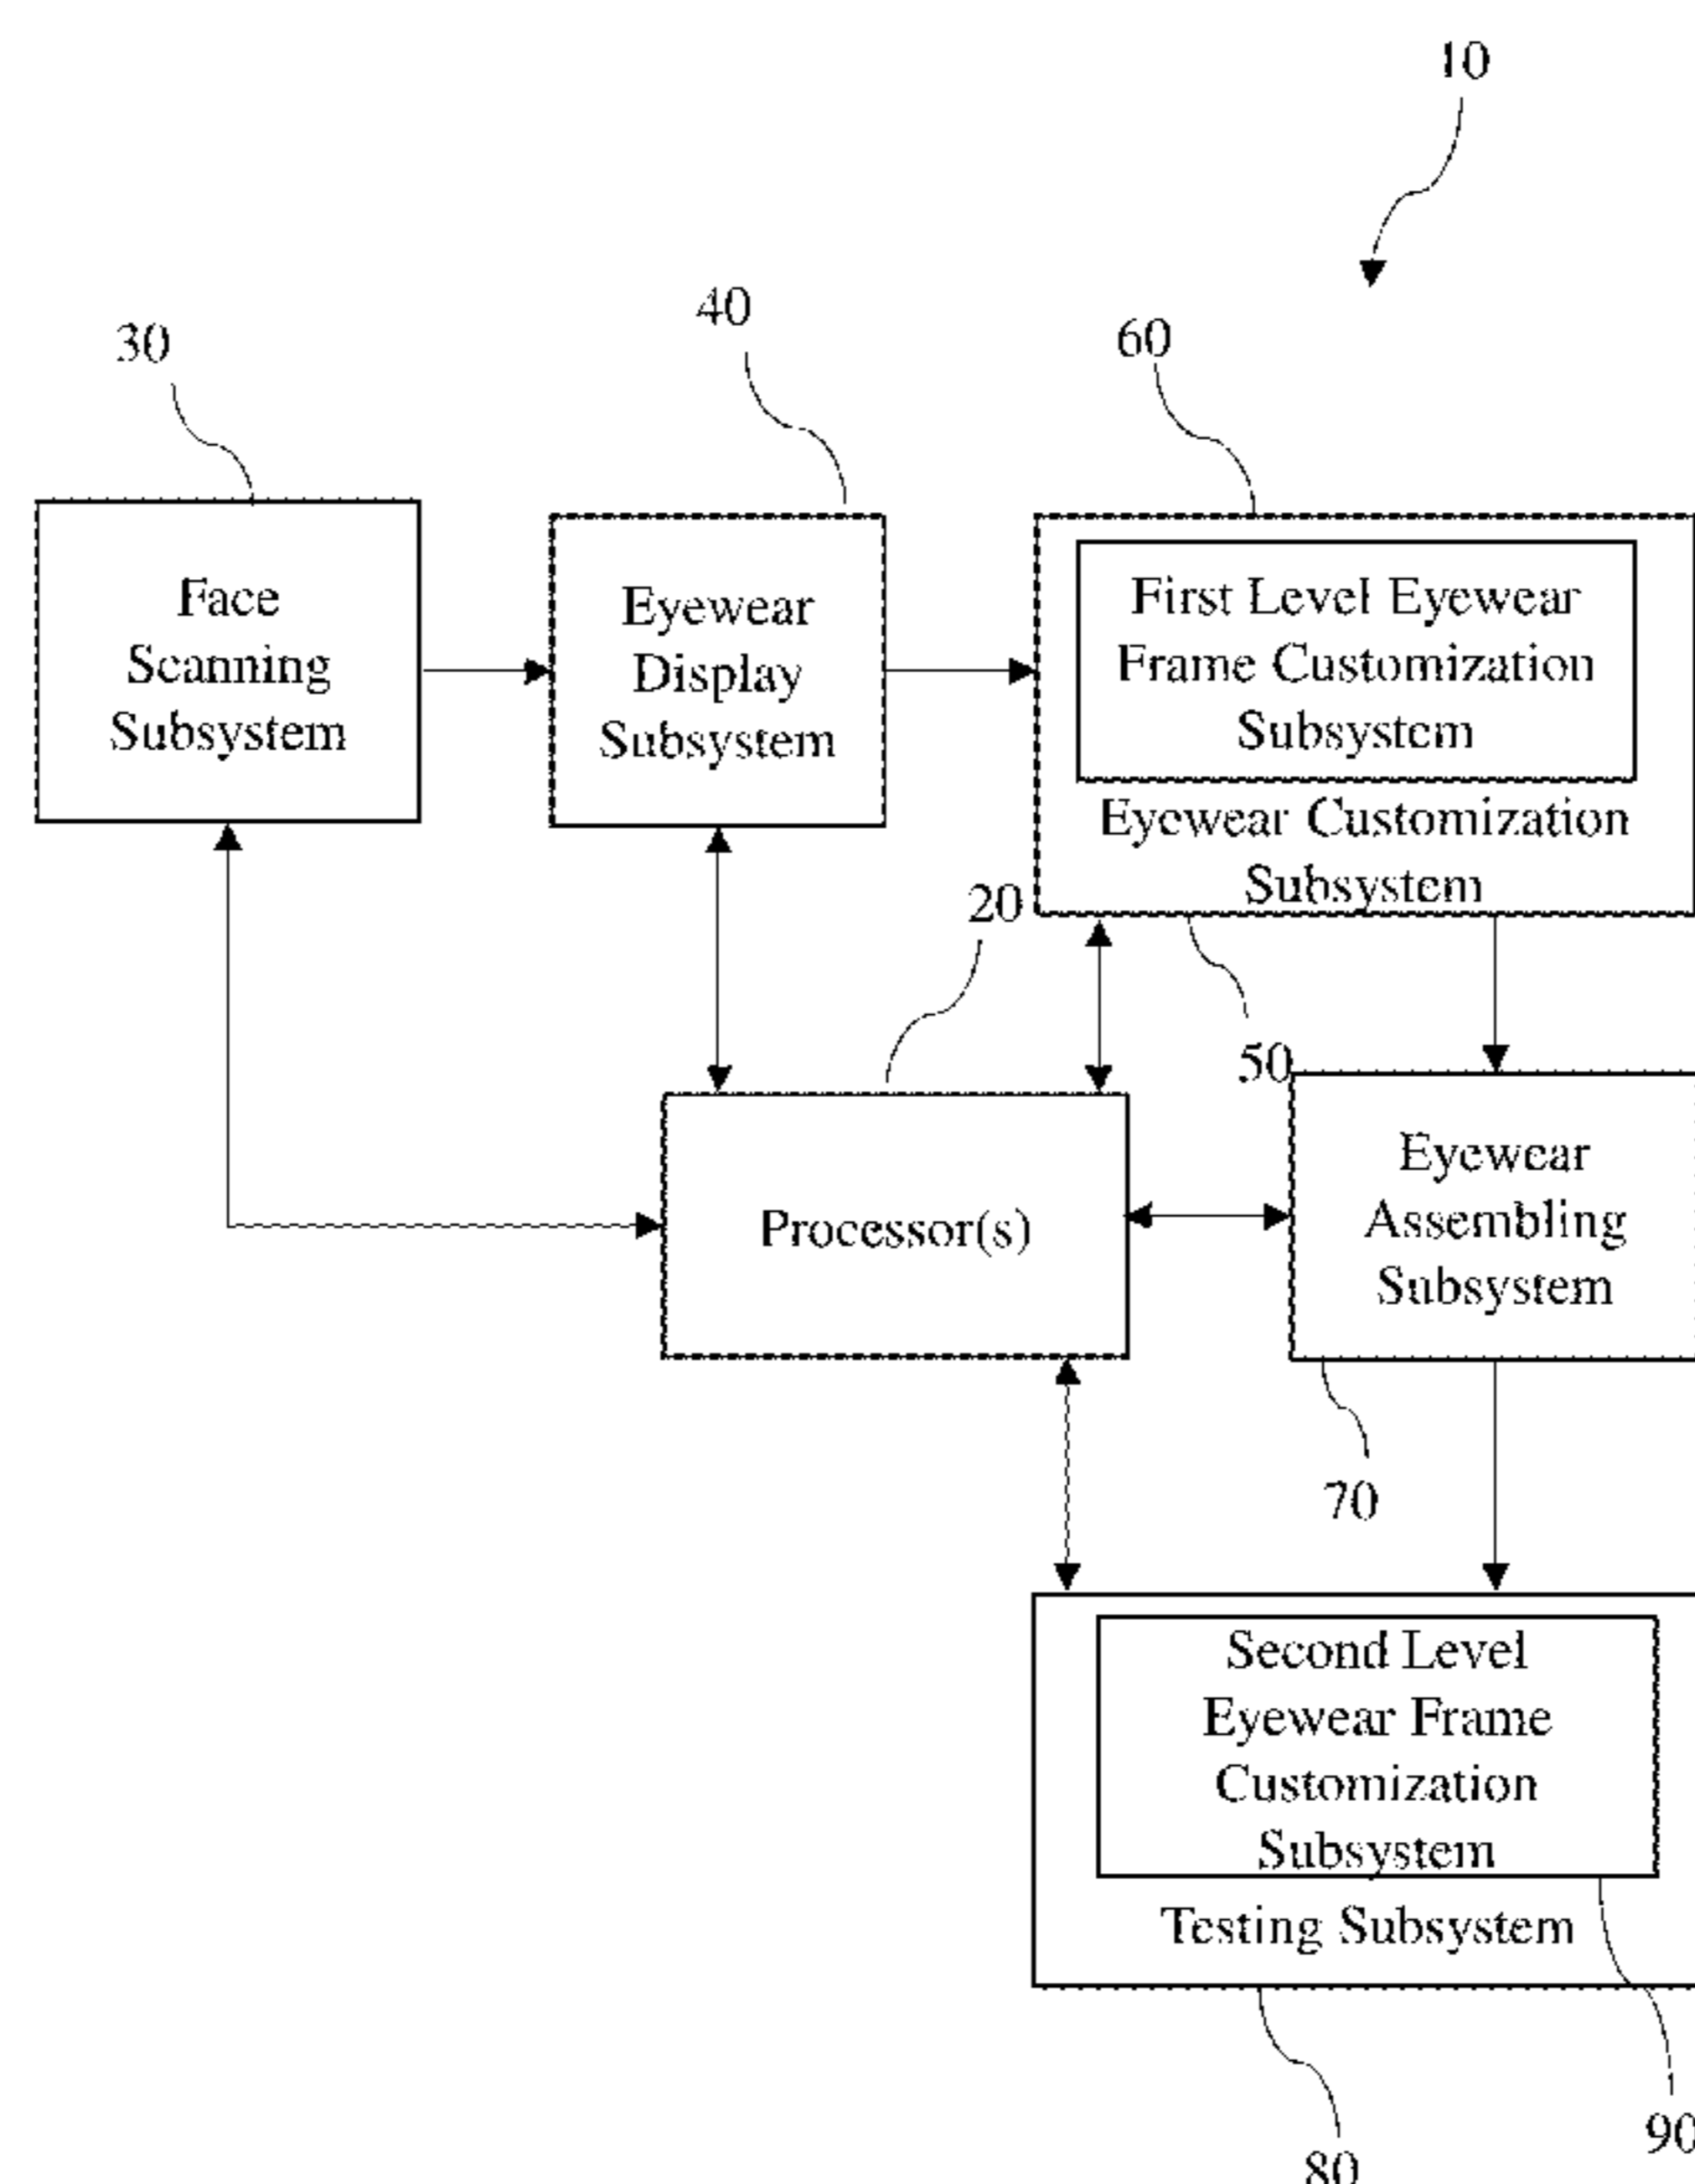 10
40
30
60
Face
Scanning
Subsystem
Eyewear
Display
Subsystem
First Level Eyewear
Frame Customization
Subsystem
Eyewear Customization
Subsystem
20
50
Processor(s)
Eyewear
Assembling
Subsystem
70
Second Level
Eyewear Frame
Customization
Subsystem
Testing Subsystem
90
80